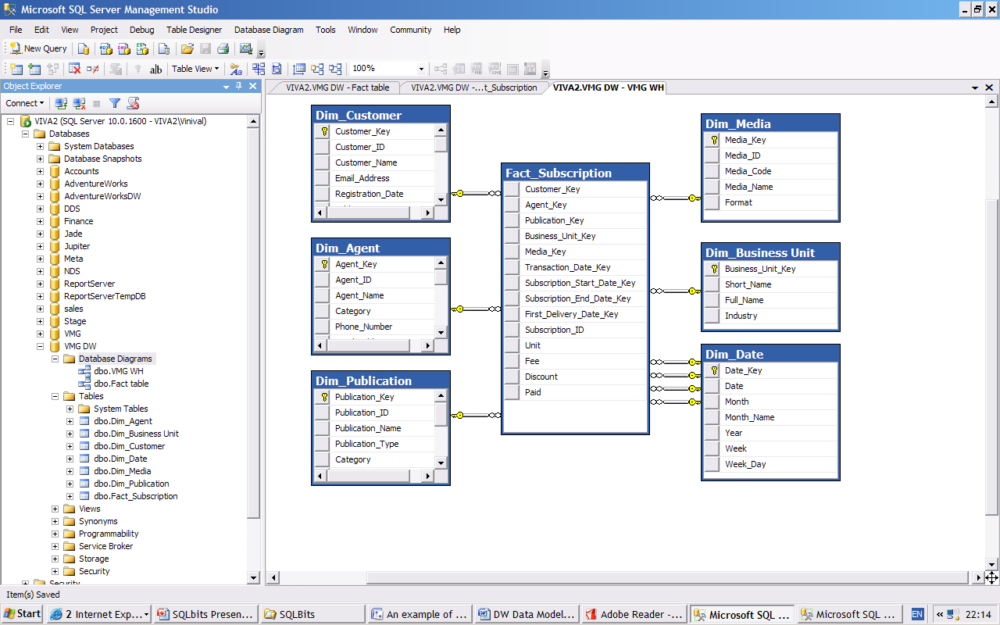 Microsoft SQL Server Management Studio
File Edit View Project Debug Table Designer Database Diagram Tools Window Community Help
New Query
Table View 100%
Object Explorer
VIVA2.VMG DW - Fact table VIVA2.VMG DW -...t_Subscription VIVA2.VMG DW - VMG WH
Connect
VIVA2 (SQL Server 10.0.1600 - VIVA2\Vinival)
Databases
System Databases
Database Snapshots
Accounts
AdventureWorks
AdventureWorksDW
DDS
Finance
Jade
Jupiter
Meta
NDS
ReportServer
ReportServerTempDB
sales
Stage
VMG
VMG DW
Database Diagrams
dbo.VMG WH
dbo.Fact table
Tables
System Tables
dbo.Dim_Agent
dbo.Dim_Business Unit
dbo.Dim_Customer
dbo.Dim_Date
dbo.Dim_Media
dbo.Dim_Publication
dbo.Fact_Subscription
Views
Synonyms
Programmability
Service Broker
Storage
Security
Security
Dim_Customer
Customer_Key
Customer_ID
Customer_Name
Email_Address
Registration_Date
Dim_Agent
Agent_Key
Agent_ID
Agent_Name
Category
Phone_Number
Dim_Publication
Publication_Key
Publication_ID
Publication_Name
Publication_Type
Category
Fact_Subscription
Customer_Key
Agent_Key
Publication_Key
Business_Unit_Key
Media_Key
Transaction_Date_Key
Subscription_Start_Date_Key
Subscription_End_Date_Key
First_Delivery_Date_Key
Subscription_ID
Unit
Fee
Discount
Paid
Dim_Media
Media_Key
Media_ID
Media_Code
Media_Name
Format
Dim_Business Unit
Business_Unit_Key
Short_Name
Full_Name
Industry
Dim_Date
Date_Key
Date
Month
Month_Name
Year
Week
Week_Day
Item(s) Saved
Start 2 Internet Exp... SQLbits Presen... SQLBits An example of ... DW Data Model... Adobe Reader -... Microsoft SQL ... Microsoft SQL ... EN « 22:14